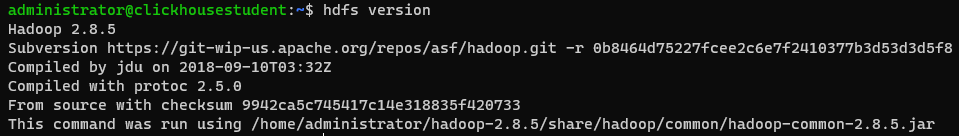 administrator@clickhousestudent:~$ hdfs version
Hadoop 2.8.5
Subversion https://git-wip-us.apache.org/repos/asf/hadoop.git -r 0b8464d75227fcee2c6e7f2410377b3d53d3d5f8
Compiled by jdu on 2018-09-10T03:32Z
Compiled with protoc 2.5.0
From source with checksum 9942ca5c745417c14e318835f420733
This command was run using /home/administrator/hadoop-2.8.5/share/hadoop/common/hadoop-common-2.8.5.jar